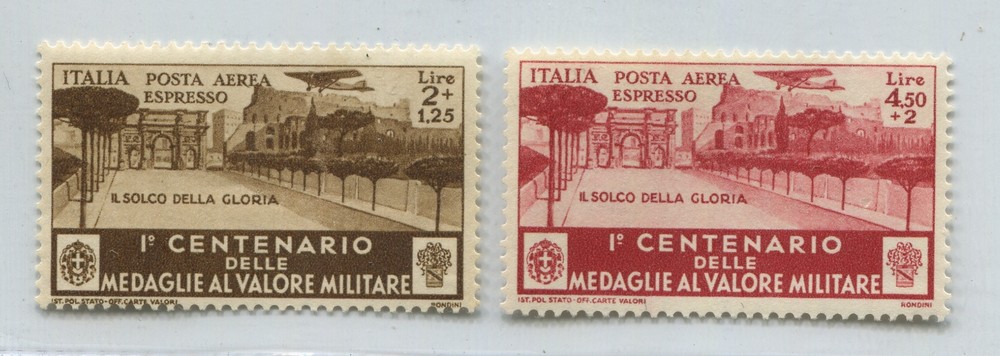 ITALIA POSTA AEREA
ESPRESSO
Lire
2+
1,25
IL SOLCO DELLA GLORIA
I° CENTENARIO
DELLE
MEDAGLIE AL VALORE MILITARE
IST. POL. STATO-OFF. CARTE VALORI
RONDINI
ITALIA POSTA AEREA
ESPRESSO
Lire
4,50
+2
IL SOLCO DELLA GLORIA
I° CENTENARIO
DELLE
MEDAGLIE AL VALORE MILITARE
IST. POL. STATO-OFF. CARTE VALORI
RONDINI